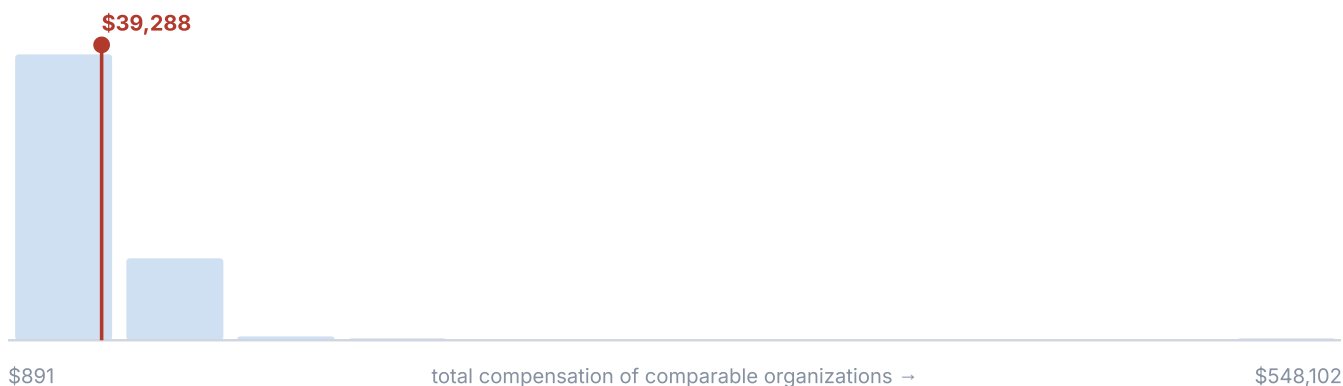 $39,288
$891 total compensation of comparable organizations → $548,102